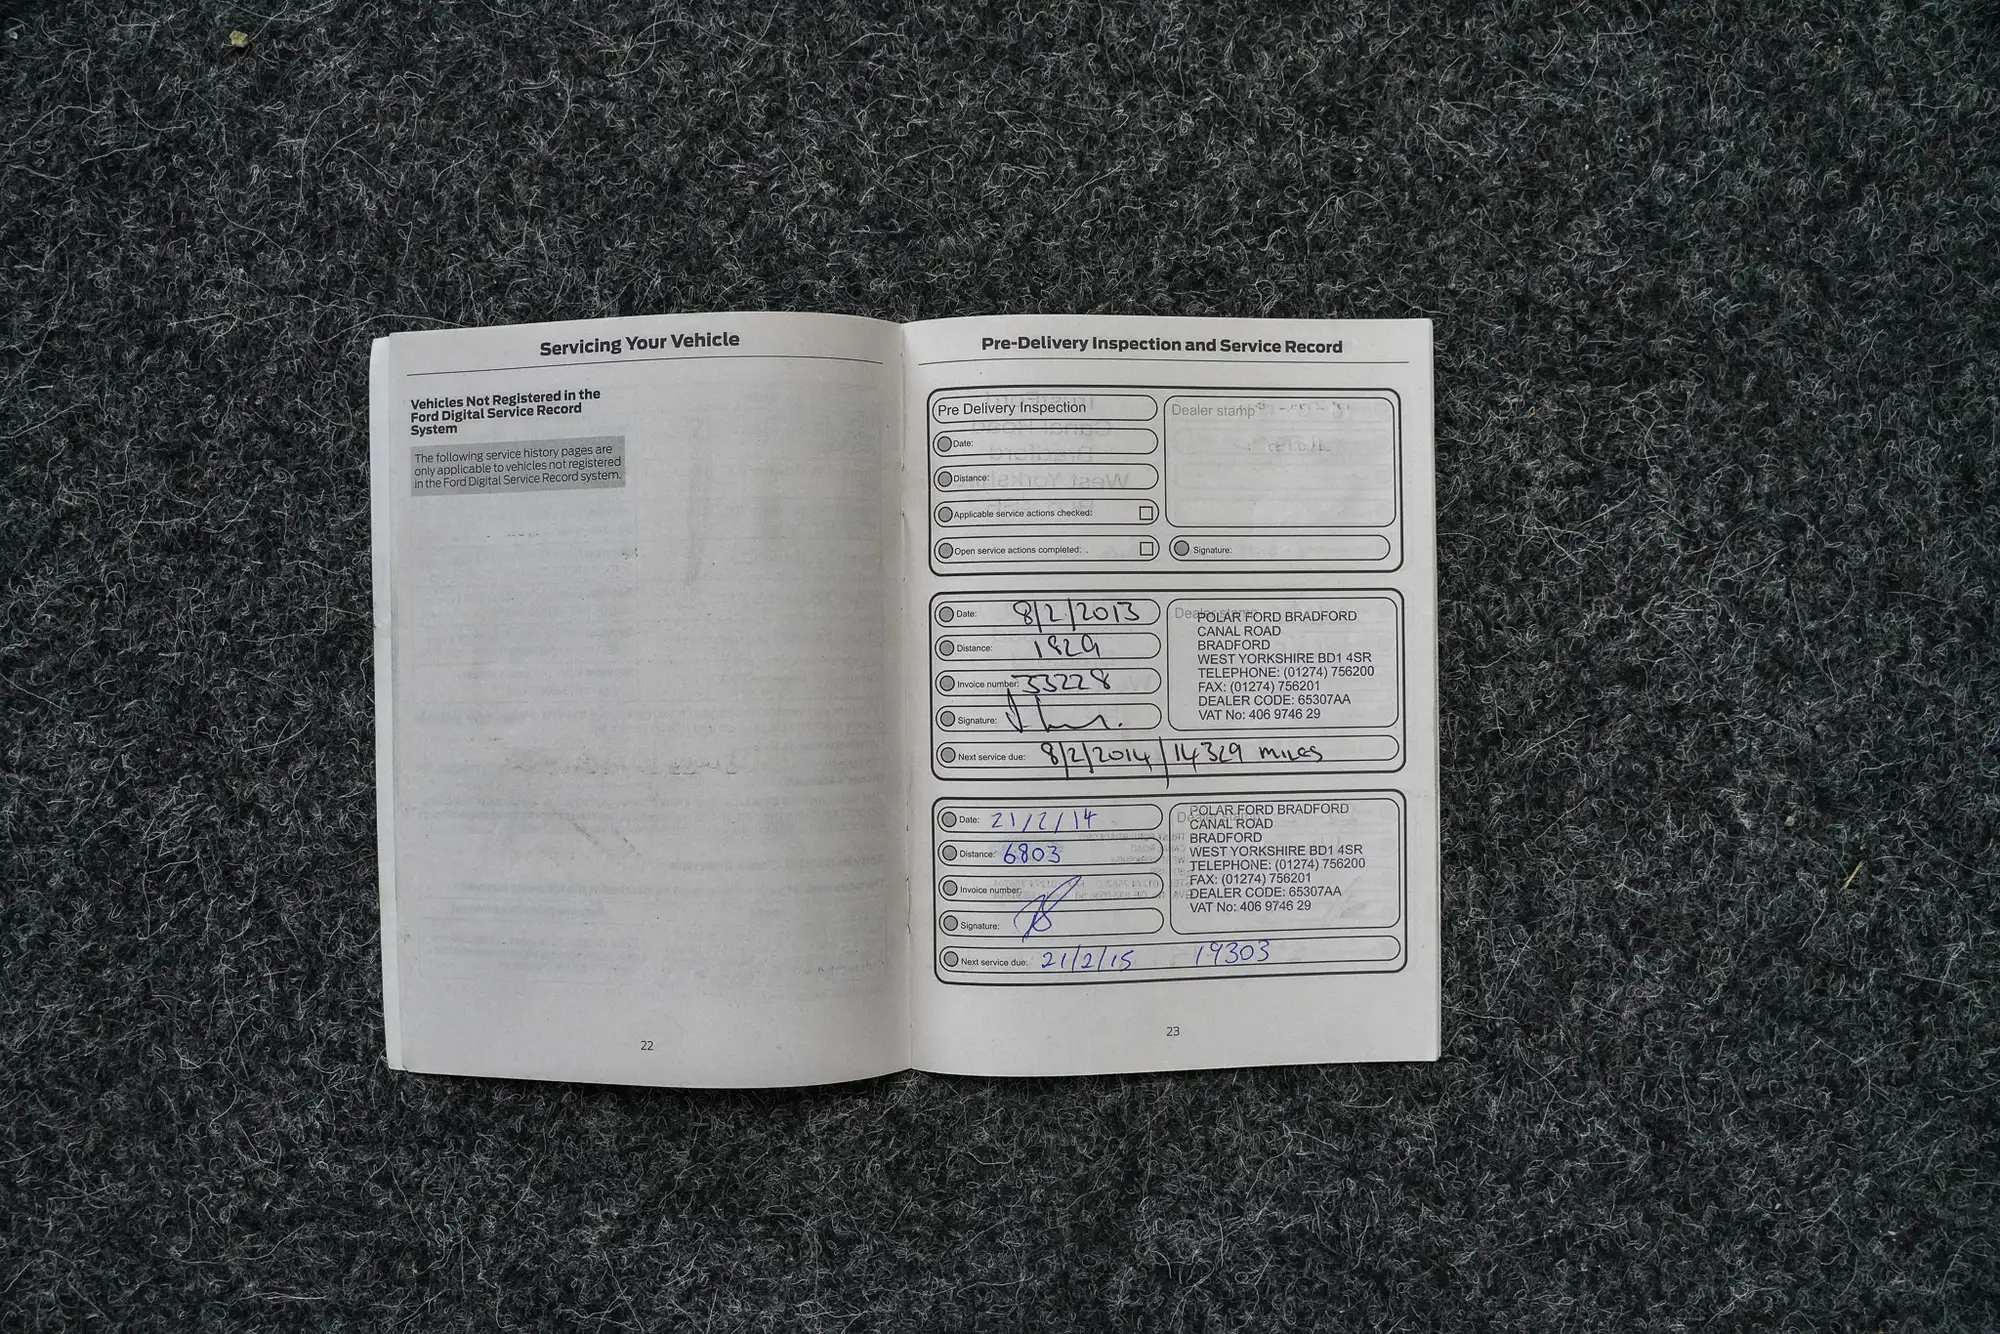 Servicing Your Vehicle
Vehicles Not Registered in the
Ford Digital Service Record
System
The following service history pages are
only applicable to vehicles not registered
in the Ford Digital Service Record system.
22
Pre-Delivery Inspection and Service Record
Pre Delivery Inspection
Dealer stamp
Date:
Distance:
Applicable service actions checked:
Open service actions completed:
Signature:
Date: 8/2/2013
Distance: 1829
Invoice number: 33228
Signature:
Next service due: 8/2/2014 / 14329 MILES
Dealer stamp
POLAR FORD BRADFORD
CANAL ROAD
BRADFORD
WEST YORKSHIRE BD1 4SR
TELEPHONE: (01274) 756200
FAX: (01274) 756201
DEALER CODE: 65307AA
VAT No: 406 9746 29
Date: 21/2/14
Distance: 6803
Invoice number:
Signature:
Next service due: 21/2/15 19303
POLAR FORD BRADFORD
CANAL ROAD
BRADFORD
WEST YORKSHIRE BD1 4SR
TELEPHONE: (01274) 756200
FAX: (01274) 756201
DEALER CODE: 65307AA
VAT No: 406 9746 29
23